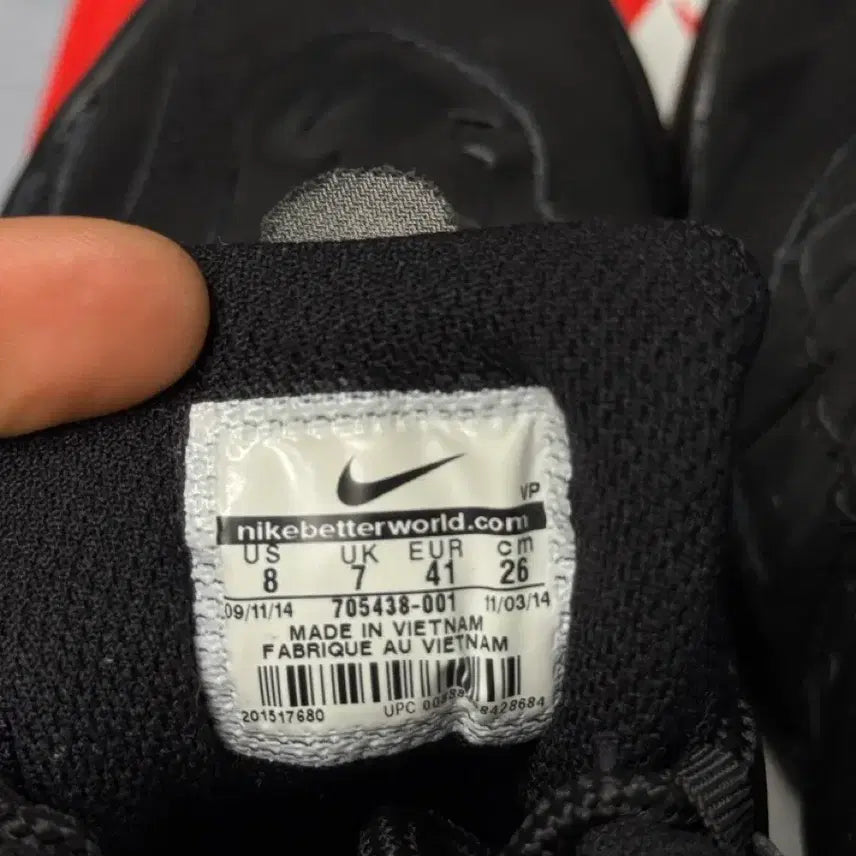 VP
nikebetterworld.com
US UK EUR cm
8 7 41 26
09/11/14 705438-001 11/03/14
MADE IN VIETNAM
FABRIQUE AU VIETNAM
201517680 UPC